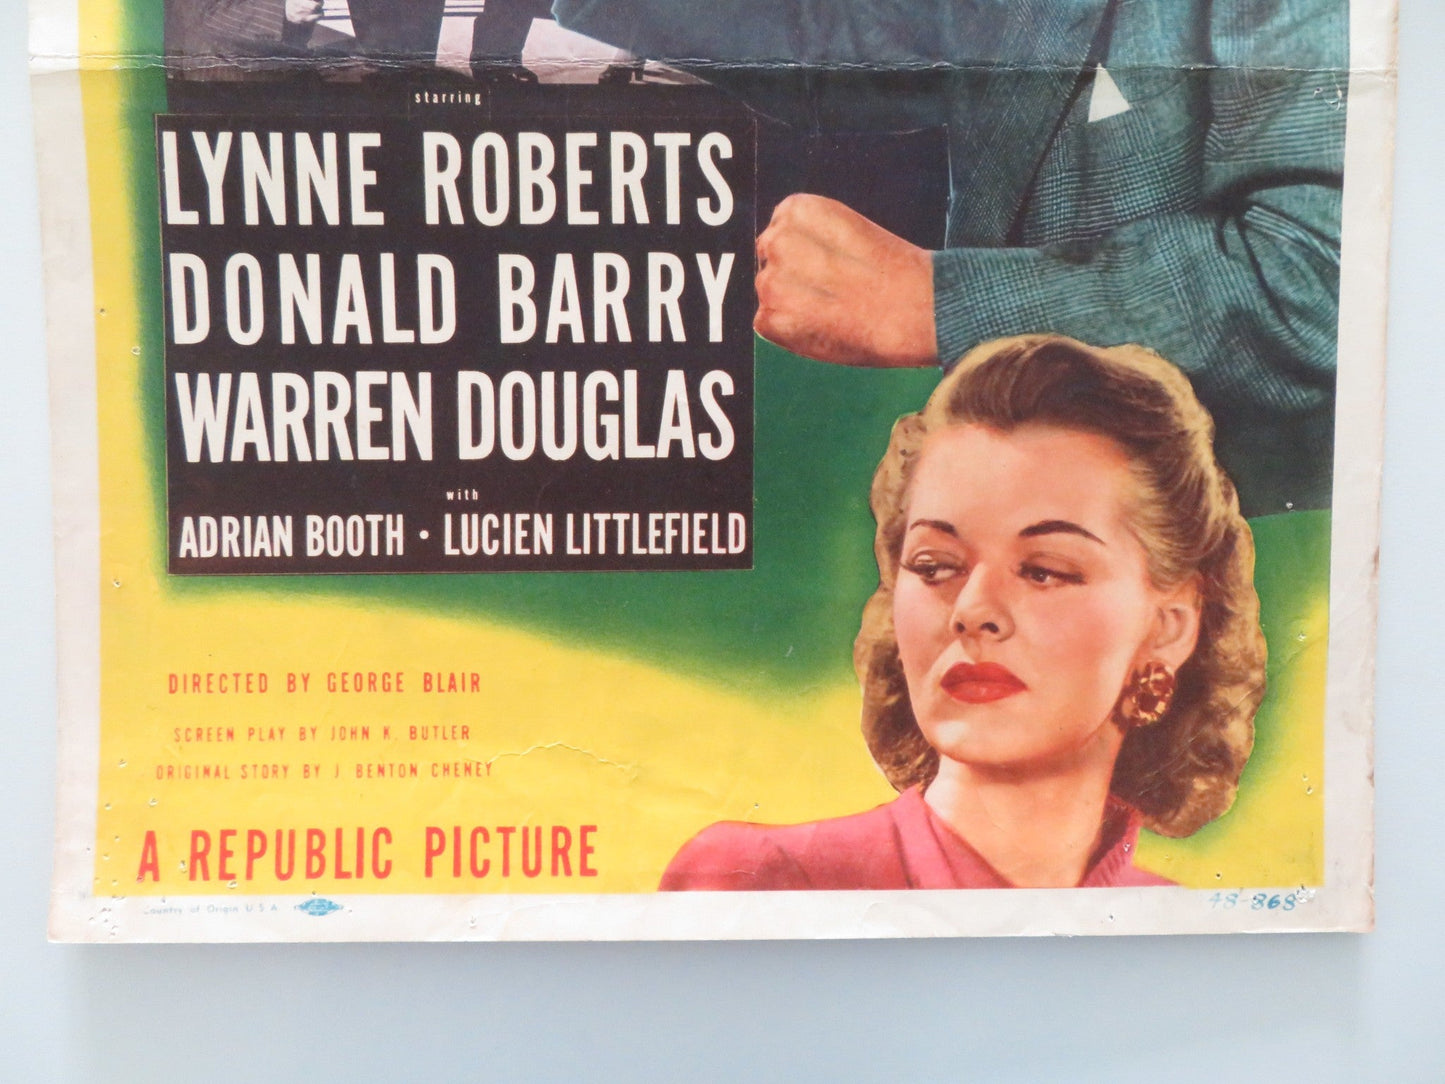 starring
LYNNE ROBERTS
DONALD BARRY
WARREN DOUGLAS
with
ADRIAN BOOTH • LUCIEN LITTLEFIELD
DIRECTED BY GEORGE BLAIR
SCREEN PLAY BY JOHN K. BUTLER
ORIGINAL STORY BY J BENTON CHENEY
A REPUBLIC PICTURE
Country of Origin U S A
48-868